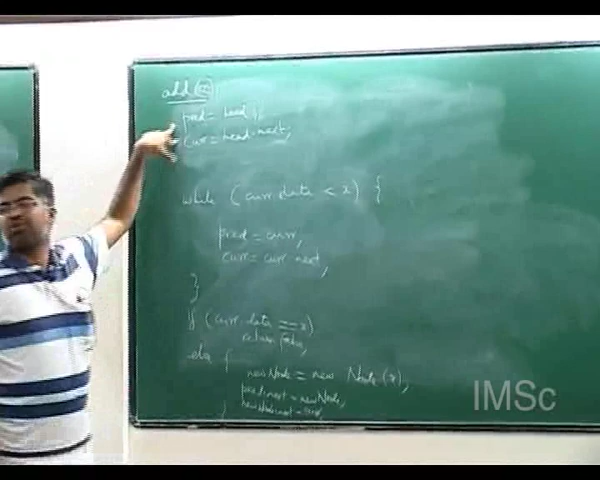 add (x)
pred = head;
curr = head.next;
while (curr.data < x) {
pred = curr;
curr = curr.next;
}
If (curr.data == x)
return false;
else {
newNode = new Node(x);
pred.next = newNode;
newNode.next = curr;
}
IMSc